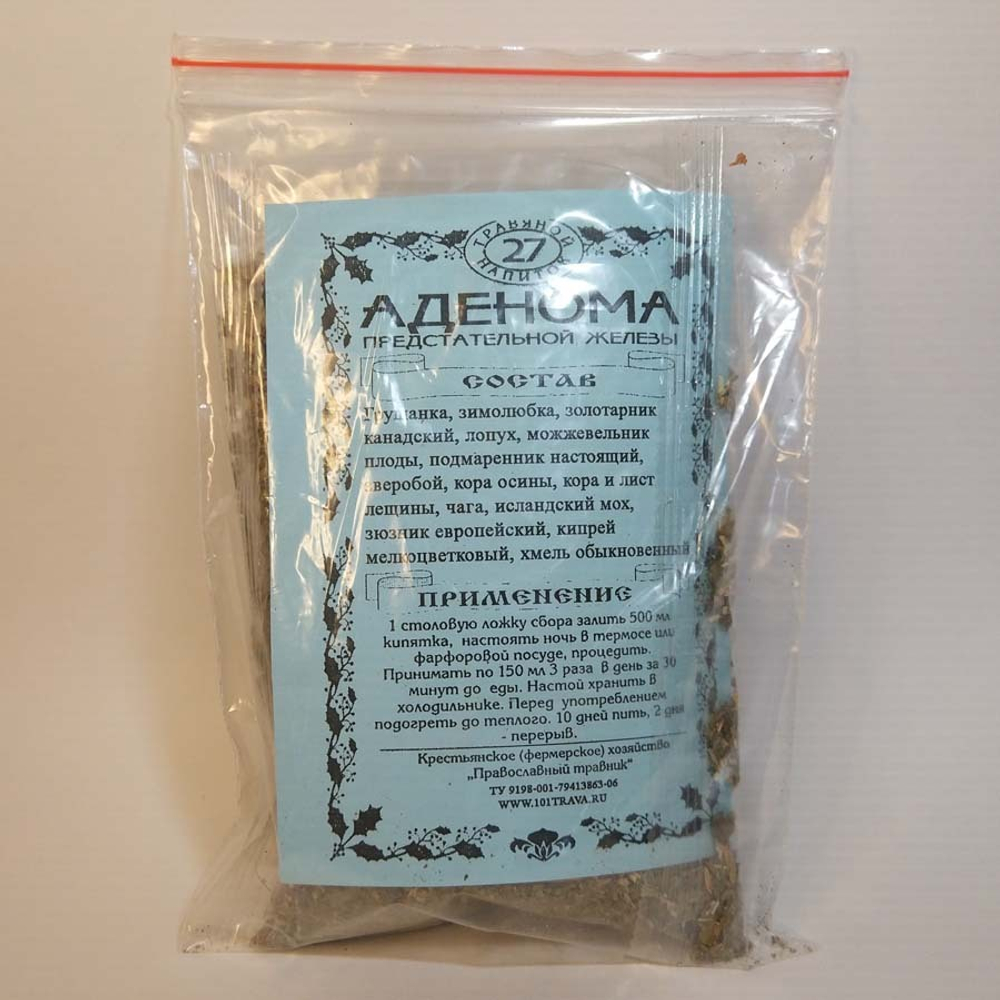 ТРАВЯНОЙ
27
НАПИТОК
АДЕНОМА
ПРЕДСТАТЕЛЬНОЙ ЖЕЛЕЗЫ
СОСТАВ
Грушанка, зимолюбка, золотарник
канадский, лопух, можжевельник
плоды, подмаренник настоящий,
зверобой, кора осины, кора и лист
лещины, чага, исландский мох,
зюзник европейский, кипрей
мелкоцветковый, хмель обыкновенный
ПРИМЕНЕНИЕ
1 столовую ложку сбора залить 500 мл
кипятка, настоять ночь в термосе или
фарфоровой посуде, процедить.
Принимать по 150 мл 3 раза в день за 30
минут до еды. Настой хранить в
холодильнике. Перед употреблением
подогреть до теплого. 10 дней пить, 2 дня
- перерыв.
Крестьянское (фермерское) хозяйство
„Православный травник"
ТУ 9198-001-79413863-06
WWW.101TRAVA.RU